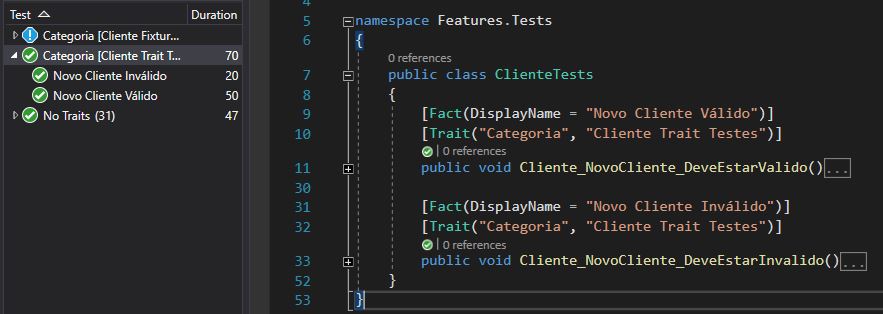 Test Duration
Categoria [Cliente Fixtur...
Categoria [Cliente Trait T... 70
Novo Cliente Inválido 20
Novo Cliente Válido 50
No Traits (31) 47
4
5 namespace Features.Tests
6 {
0 references
7 public class ClienteTests
8 {
9 [Fact(DisplayName = "Novo Cliente Válido")]
10 [Trait("Categoria", "Cliente Trait Testes")]
| 0 references
11 public void Cliente_NovoCliente_DeveEstarValido()...
30
31 [Fact(DisplayName = "Novo Cliente Inválido")]
32 [Trait("Categoria", "Cliente Trait Testes")]
| 0 references
33 public void Cliente_NovoCliente_DeveEstarInvalido()...
52 }
53 }